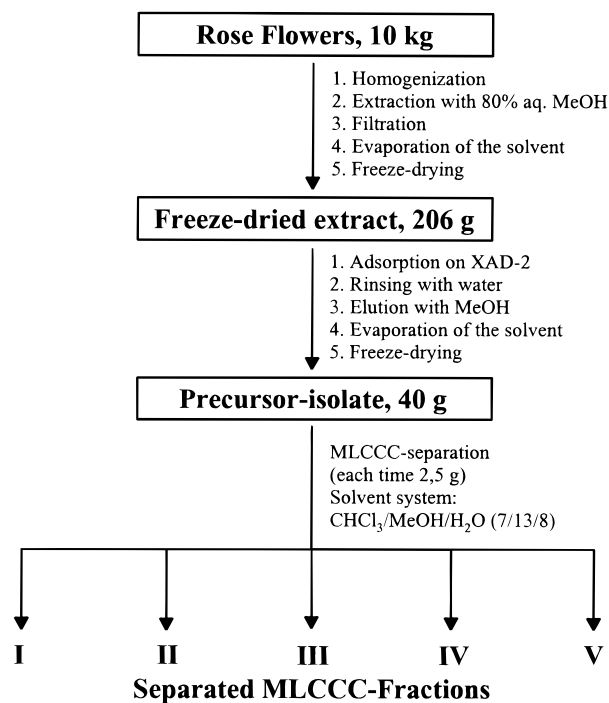 Rose Flowers, 10 kg
1. Homogenization
2. Extraction with 80% aq. MeOH
3. Filtration
4. Evaporation of the solvent
5. Freeze-drying
Freeze-dried extract, 206 g
1. Adsorption on XAD-2
2. Rinsing with water
3. Elution with MeOH
4. Evaporation of the solvent
5. Freeze-drying
Precursor-isolate, 40 g
MLCCC-separation
(each time 2,5 g)
Solvent system:
CHCl₃/MeOH/H₂O (7/13/8)
I II III IV V
Separated MLCCC-Fractions